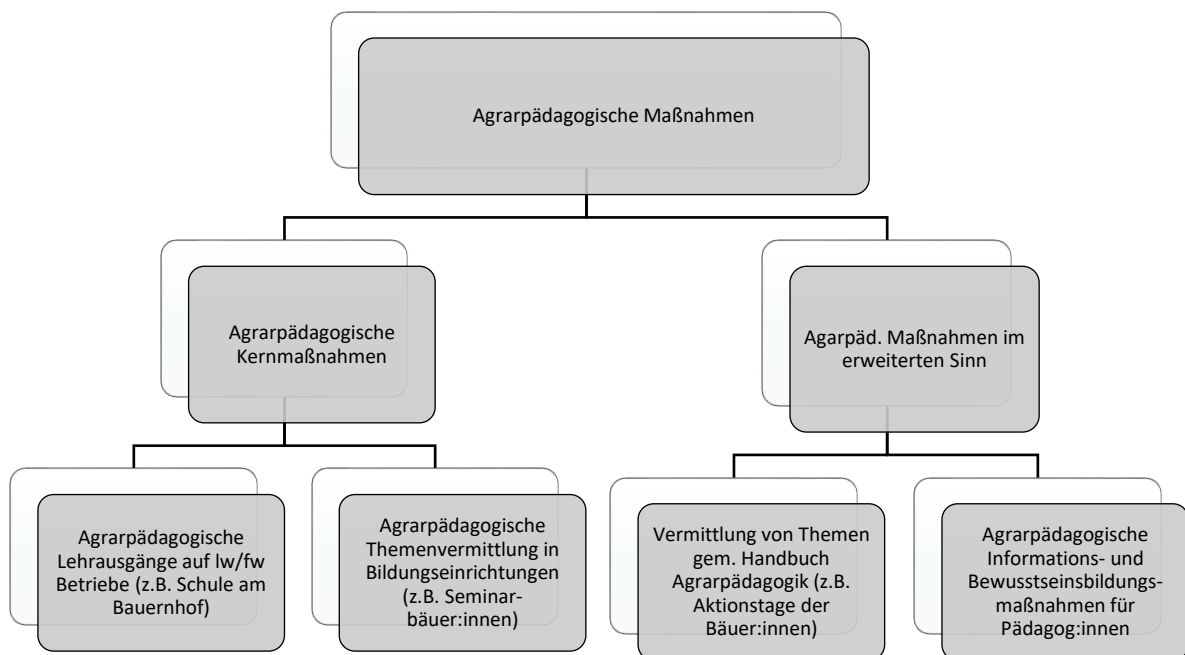 Agrarpädagogische Maßnahmen
Agrarpädagogische
Kernmaßnahmen
Agarpäd. Maßnahmen im
erweiterten Sinn
Agrarpädagogische
Lehrausgänge auf lw/fw
Betriebe (z.B. Schule am
Bauernhof)
Agrarpädagogische
Themenvermittlung in
Bildungseinrichtungen
(z.B. Seminar-
bäuer:innen)
Vermittlung von Themen
gem. Handbuch
Agrarpädagogik (z.B.
Aktionstage der
Bäuer:innen)
Agrarpädagogische
Informations- und
Bewusstseinsbildungs-
maßnahmen für
Pädagog:innen